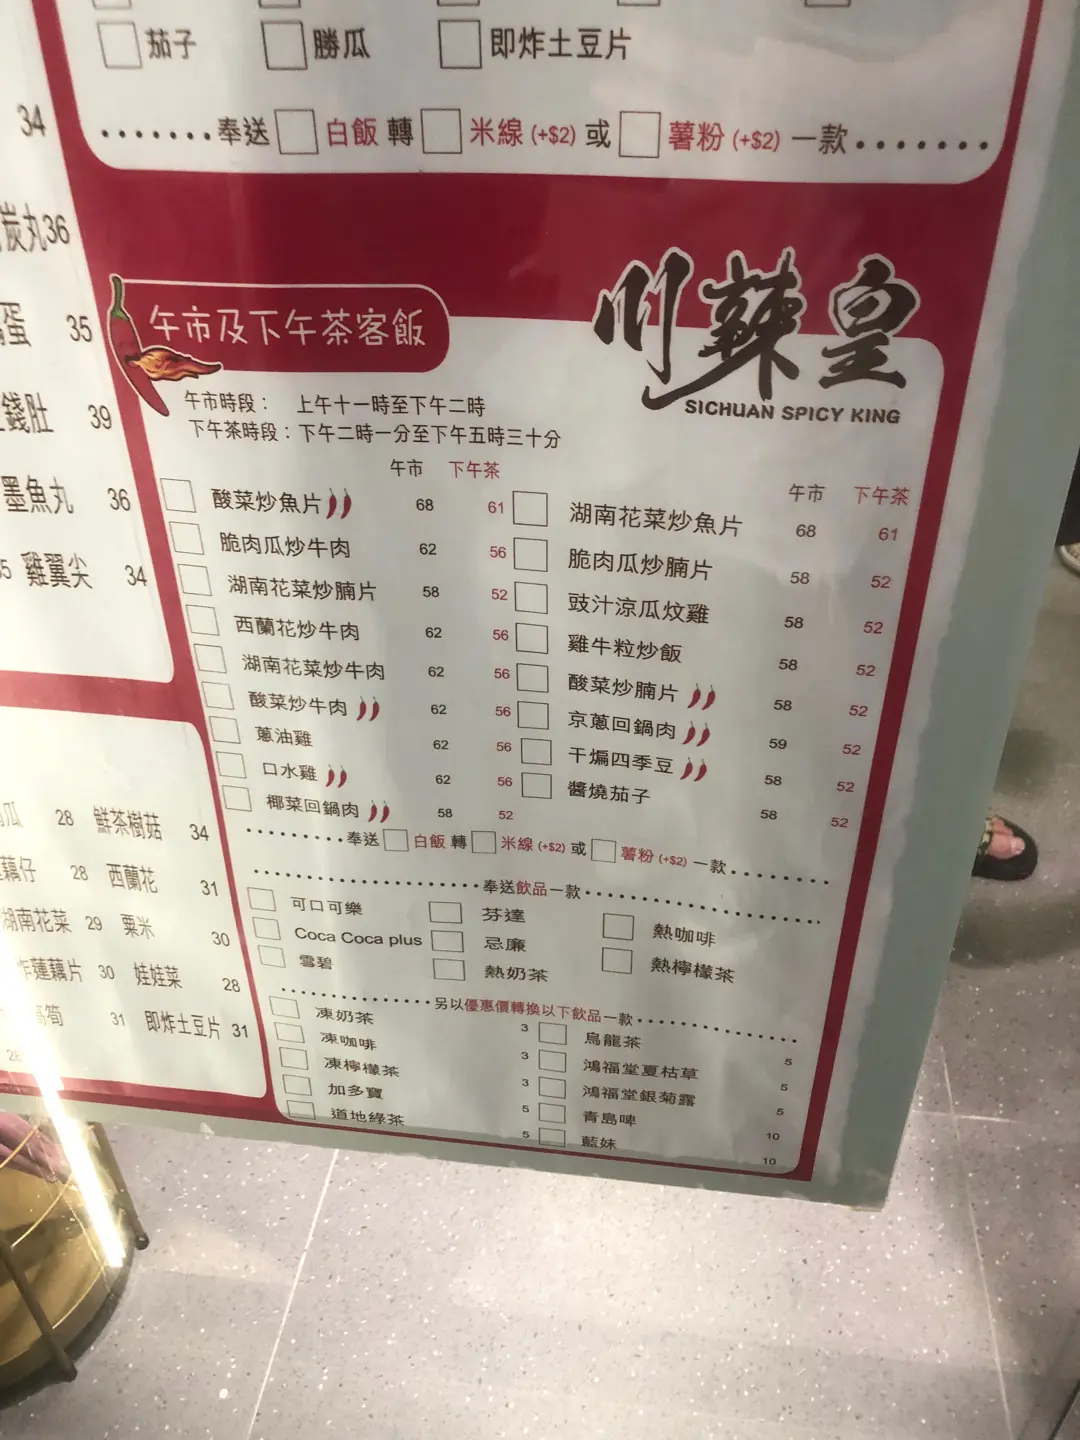 茄子 勝瓜 即炸土豆片
34
奉送 白飯 轉 米線 (+$2) 或 薯粉 (+$2) 一款
炭丸 36
蛋 35
錢肚 39
墨魚丸 36
35 雞翼尖 34
川辣皇
SICHUAN SPICY KING
午市及下午茶客飯
午市時段： 上午十一時至下午二時
下午茶時段：下午二時一分至下午五時三十分
午市 下午茶
酸菜炒魚片 68 61
脆肉瓜炒牛肉 62 56
湖南花菜炒腩片 58 52
西蘭花炒牛肉 62 56
湖南花菜炒牛肉 62 56
酸菜炒牛肉 62 56
蔥油雞 62 56
口水雞 62 56
椰菜回鍋肉 58 52
午市 下午茶
湖南花菜炒魚片 68 61
脆肉瓜炒腩片 58 52
豉汁涼瓜炆雞 58 52
雞牛粒炒飯 58 52
酸菜炒腩片 58 52
京蔥回鍋肉 59 52
干煸四季豆 58 52
醬燒茄子 58 52
奉送 白飯 轉 米線 (+$2) 或 薯粉 (+$2) 一款
奉送飲品一款
可口可樂 芬達 熱咖啡
Coca Coca plus 忌廉 熱檸檬茶
雪碧 熱奶茶
另以優惠價轉換以下飲品一款
凍奶茶 3
凍咖啡 3
凍檸檬茶 3
加多寶 5
道地綠茶 5
烏龍茶 5
鴻福堂夏枯草 5
鴻福堂銀菊露 5
青島啤 10
藍妹 10
瓜 28 鮮茶樹菇 34
藕仔 28 西蘭花 31
湖南花菜 29 粟米 30
炸蓮藕片 30 娃娃菜 28
筍 31 即炸土豆片 31
28